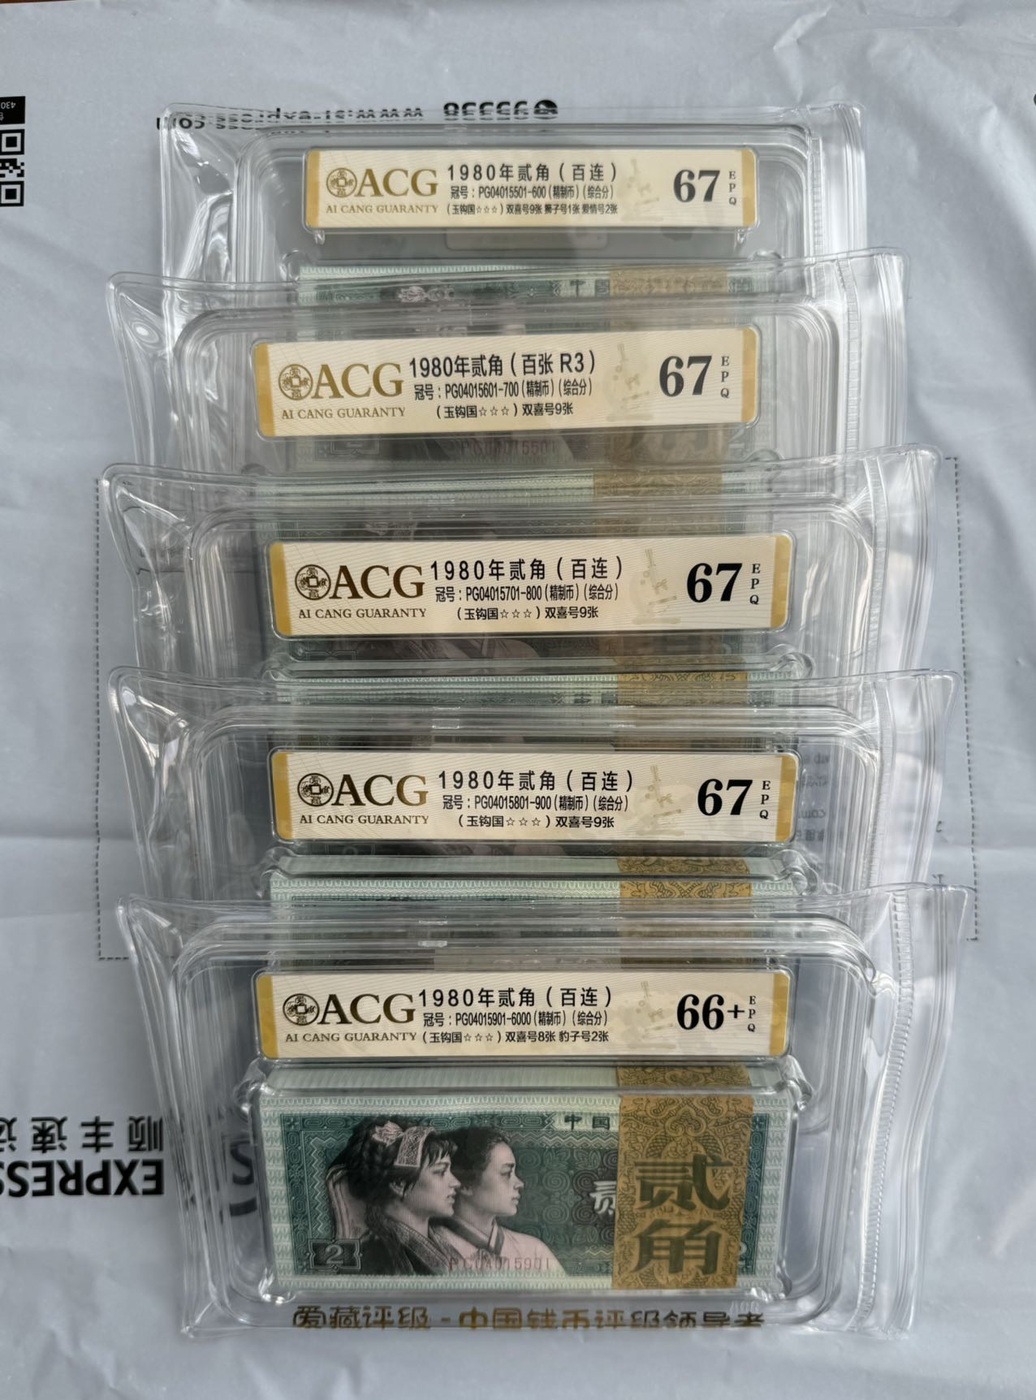 95338 www.sf-express.com
ACG
AI CANG GUARANTY
1980年贰角（百连）
冠号：PG04015501-600（精制币）（综合分）
（玉钩国☆☆☆）双喜号9张 狮子号1张 爱情号2张
67
EPQ
ACG
AI CANG GUARANTY
1980年贰角（百张 R3）
冠号：PG04015601-700（精制币）（综合分）
（玉钩国☆☆☆）双喜号9张
67
EPQ
ACG
AI CANG GUARANTY
1980年贰角（百连）
冠号：PG04015701-800（精制币）（综合分）
（玉钩国☆☆☆）双喜号9张
67
EPQ
ACG
AI CANG GUARANTY
1980年贰角（百连）
冠号：PG04015801-900（精制币）（综合分）
（玉钩国☆☆☆）双喜号9张
67
EPQ
ACG
AI CANG GUARANTY
1980年贰角（百连）
冠号：PG04015901-6000（精制币）（综合分）
（玉钩国☆☆☆）双喜号8张 豹子号2张
66+
EPQ
中国
贰角
2
PG04015901
顺丰速运
EXPRESS
爱藏评级·中国钱币评级领导者